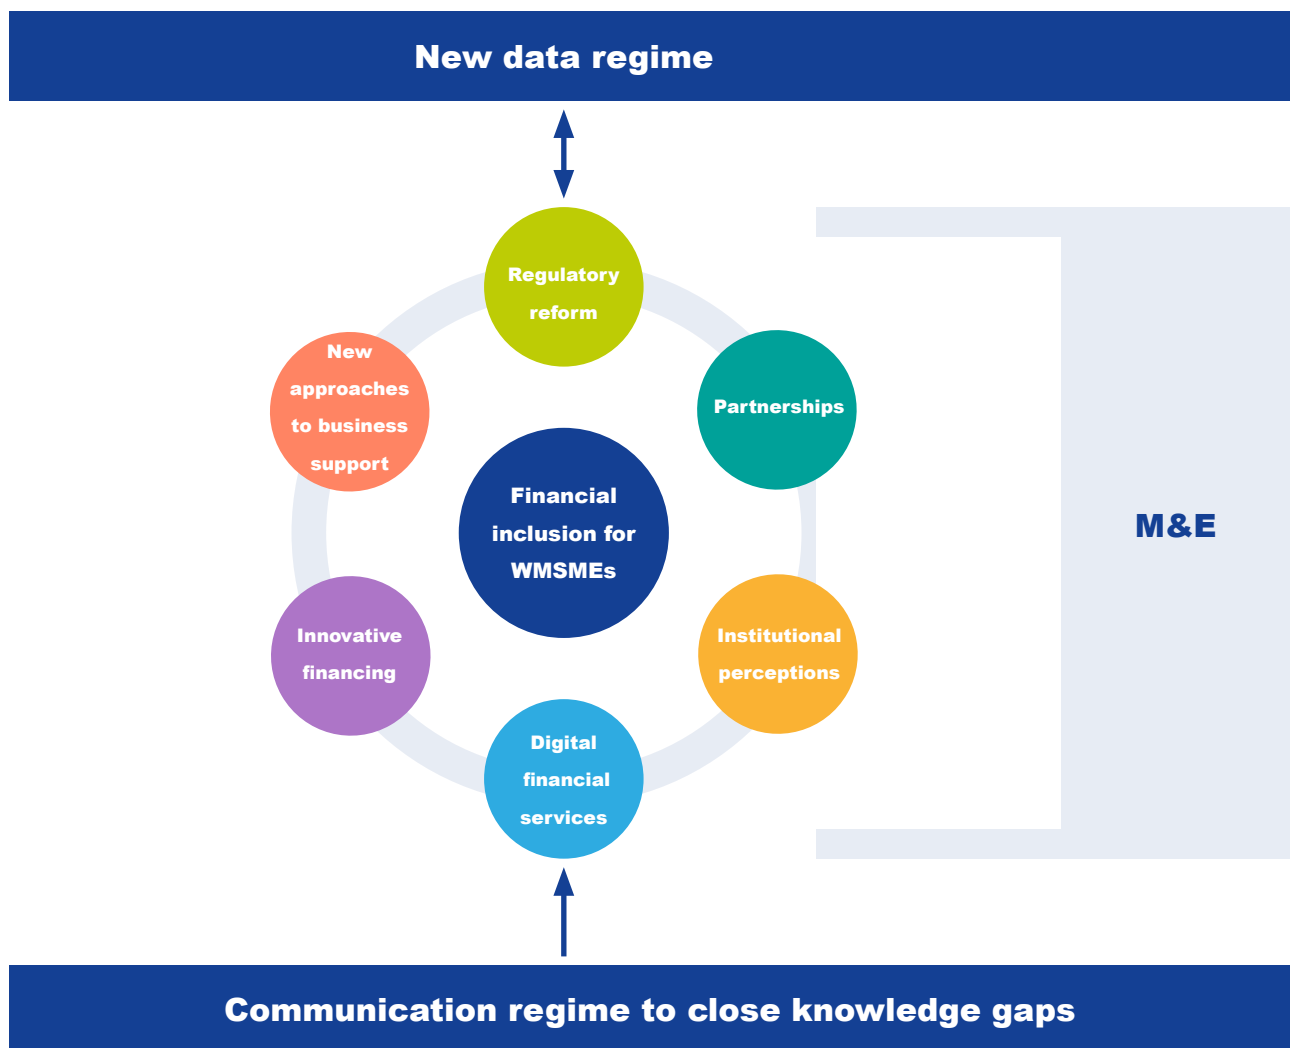 New data regime
Regulatory
reform
New
approaches
to business
support
Partnerships
Financial
inclusion for
WMSMEs
M&E
Innovative
financing
Institutional
perceptions
Digital
financial
services
Communication regime to close knowledge gaps